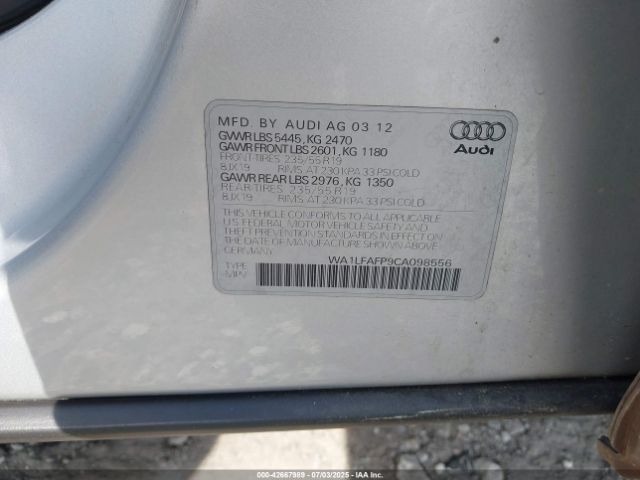 MFD. BY AUDI AG 03 12
GVWR LBS 5445, KG 2470
GAWR FRONT LBS 2601, KG 1180
FRONT-TIRES 235/55 R19
8JX19 RIMS AT 230 KPA 33 PSI COLD
GAWR REAR LBS 2976, KG 1350
REAR-TIRES 235/55 R19
8JX19 RIMS AT 230 KPA 33 PSI COLD
THIS VEHICLE CONFORMS TO ALL APPLICABLE
U.S FEDERAL MOTOR VEHICLE SAFETY AND
THEFT PREVENTION STANDARDS IN EFFECT ON
THE DATE OF MANUFACTURE SHOWN ABOVE.
GERMANY
WA1LFAFP9CA098556
TYPE
-MPV-
Audi
000-42667989 07/03/2025 IAAI.COM